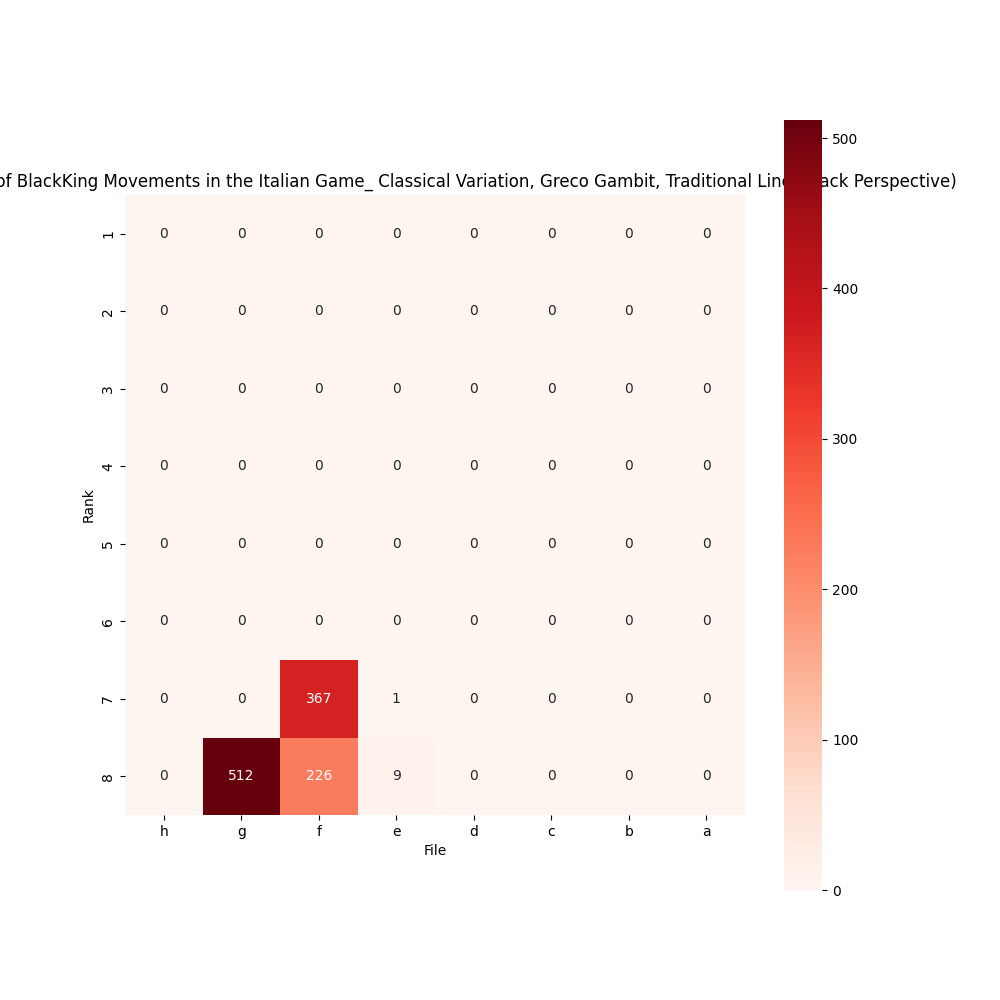 of BlackKing Movements in the Italian Game_ Classical Variation, Greco Gambit, Traditional Perspective)
1 0 0 0 0 0 0 0 0
2 0 0 0 0 0 0 0 0
3 0 0 0 0 0 0 0 0
4 0 0 0 0 0 0 0 0
5 0 0 0 0 0 0 0 0
6 0 0 0 0 0 0 0 0
7 0 0 367 1 0 0 0 0
8 0 512 226 9 0 0 0 0
h g f e d c b a
File
Rank
500
400
300
200
100
0